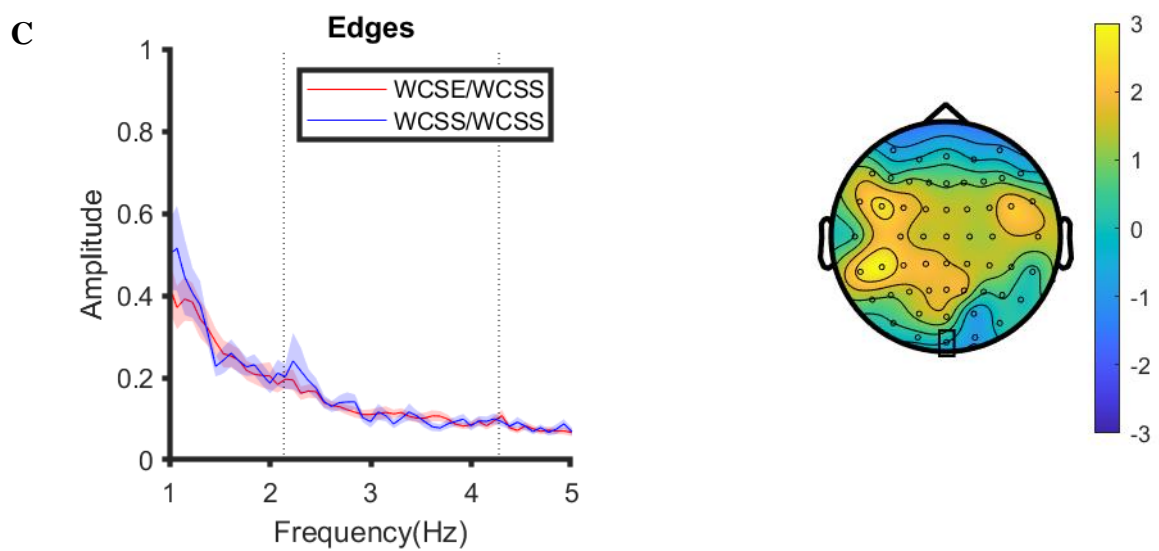 C
Edges
WCSE/WCSS
WCSS/WCSS
1
0.8
0.6
0.4
0.2
0
Amplitude
1 2 3 4 5
Frequency(Hz)
3
2
1
0
-1
-2
-3